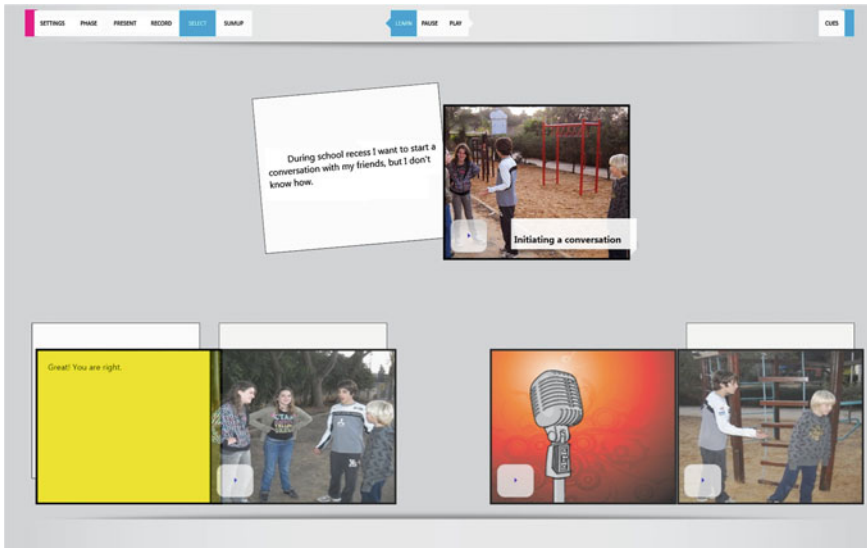 SETTINGS PHASE PRESENT RECORD SELECT SUMUP LEARN PAUSE PLAY CUES
During school recess I want to start a
conversation with my friends, but I don't
know how.
Initiating a conversation
Great! You are right.